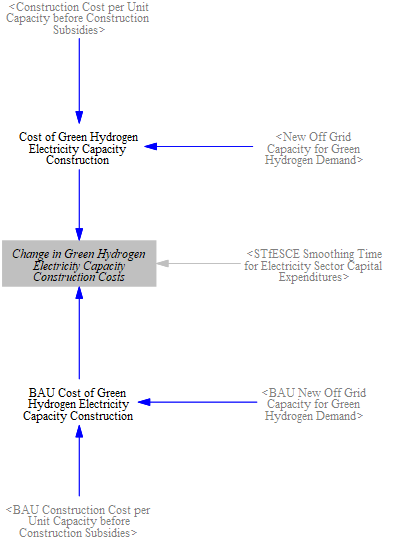 <Construction Cost per Unit
Capacity before Construction
Subsidies>
Cost of Green Hydrogen
Electricity Capacity
Construction
<New Off Grid
Capacity for Green
Hydrogen Demand>
Change in Green Hydrogen
Electricity Capacity
Construction Costs
<STfESCE Smoothing Time
for Electricity Sector Capital
Expenditures>
BAU Cost of Green
Hydrogen Electricity
Capacity Construction
<BAU New Off Grid
Capacity for Green
Hydrogen Demand>
<BAU Construction Cost per
Unit Capacity before
Construction Subsidies>